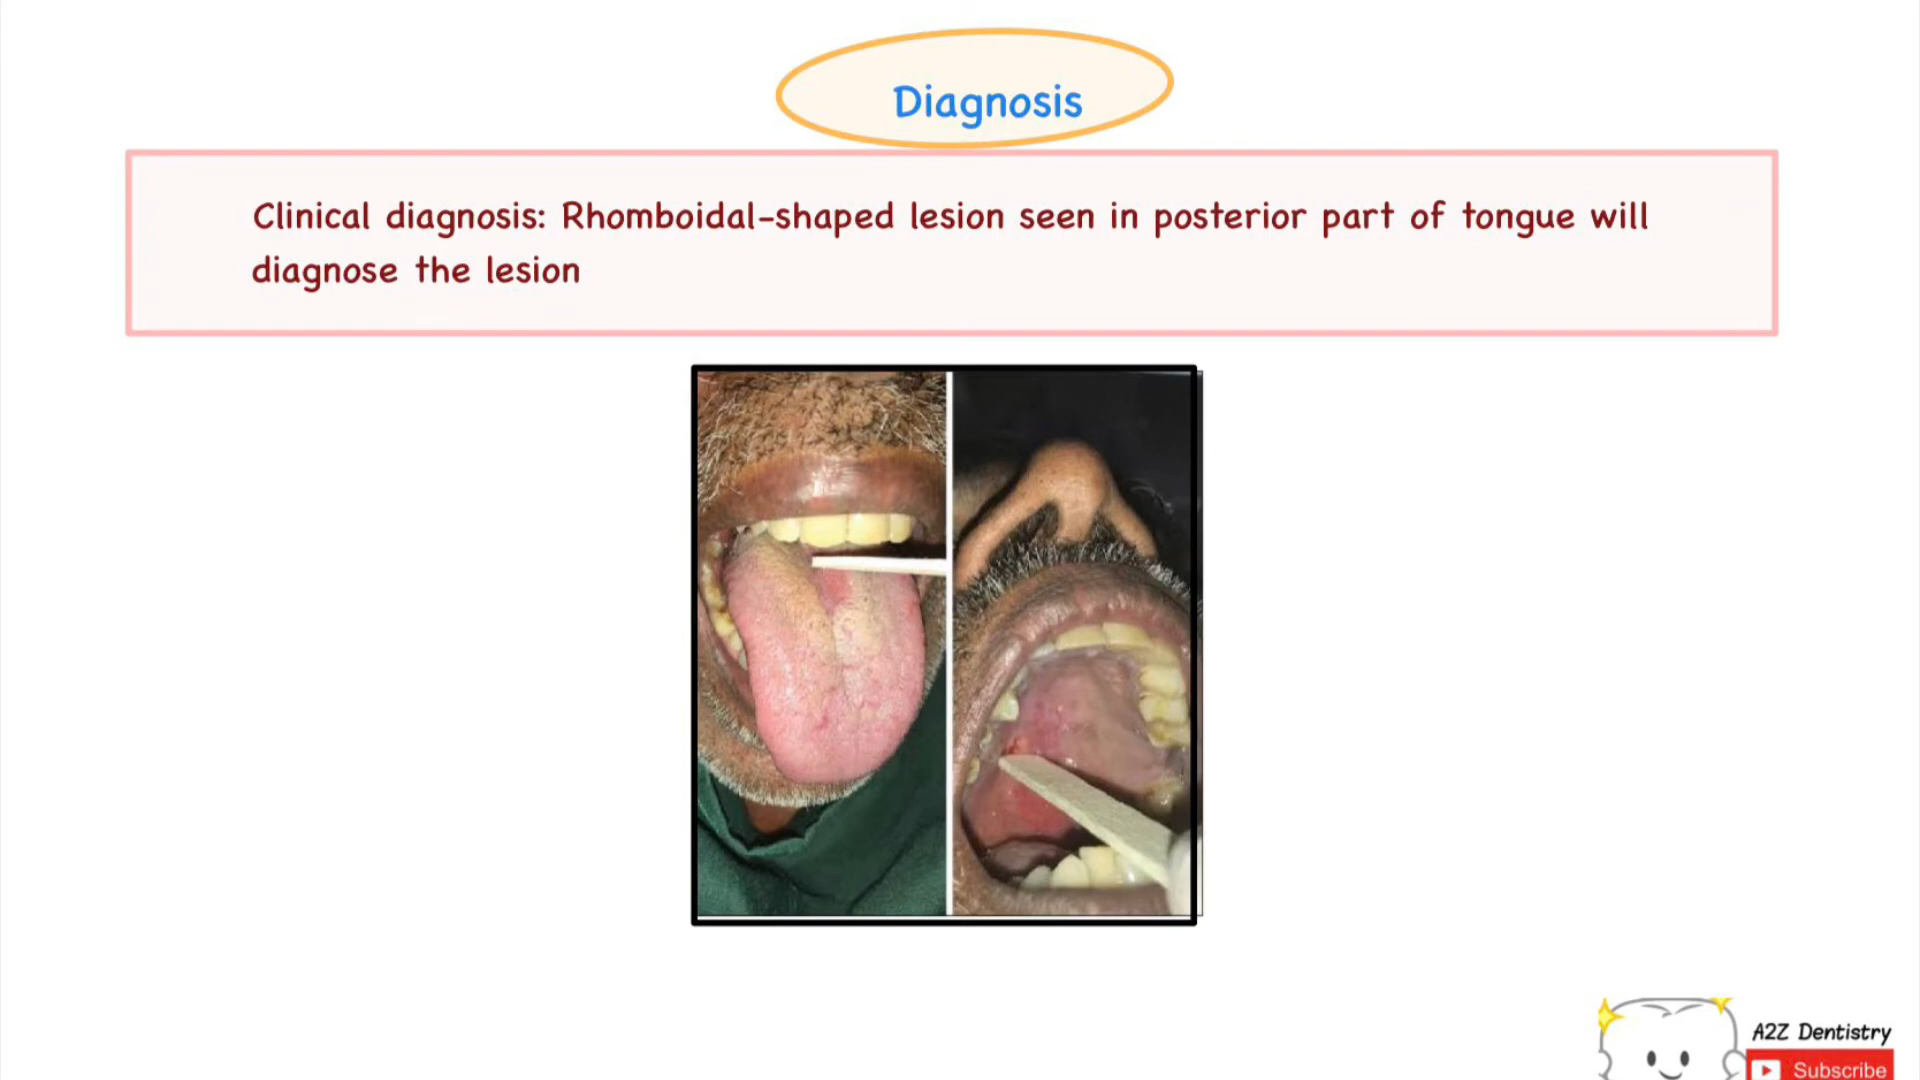 Diagnosis
Clinical diagnosis: Rhomboidal-shaped lesion seen in posterior part of tongue will
diagnose the lesion
A2Z Dentistry
Subscribe